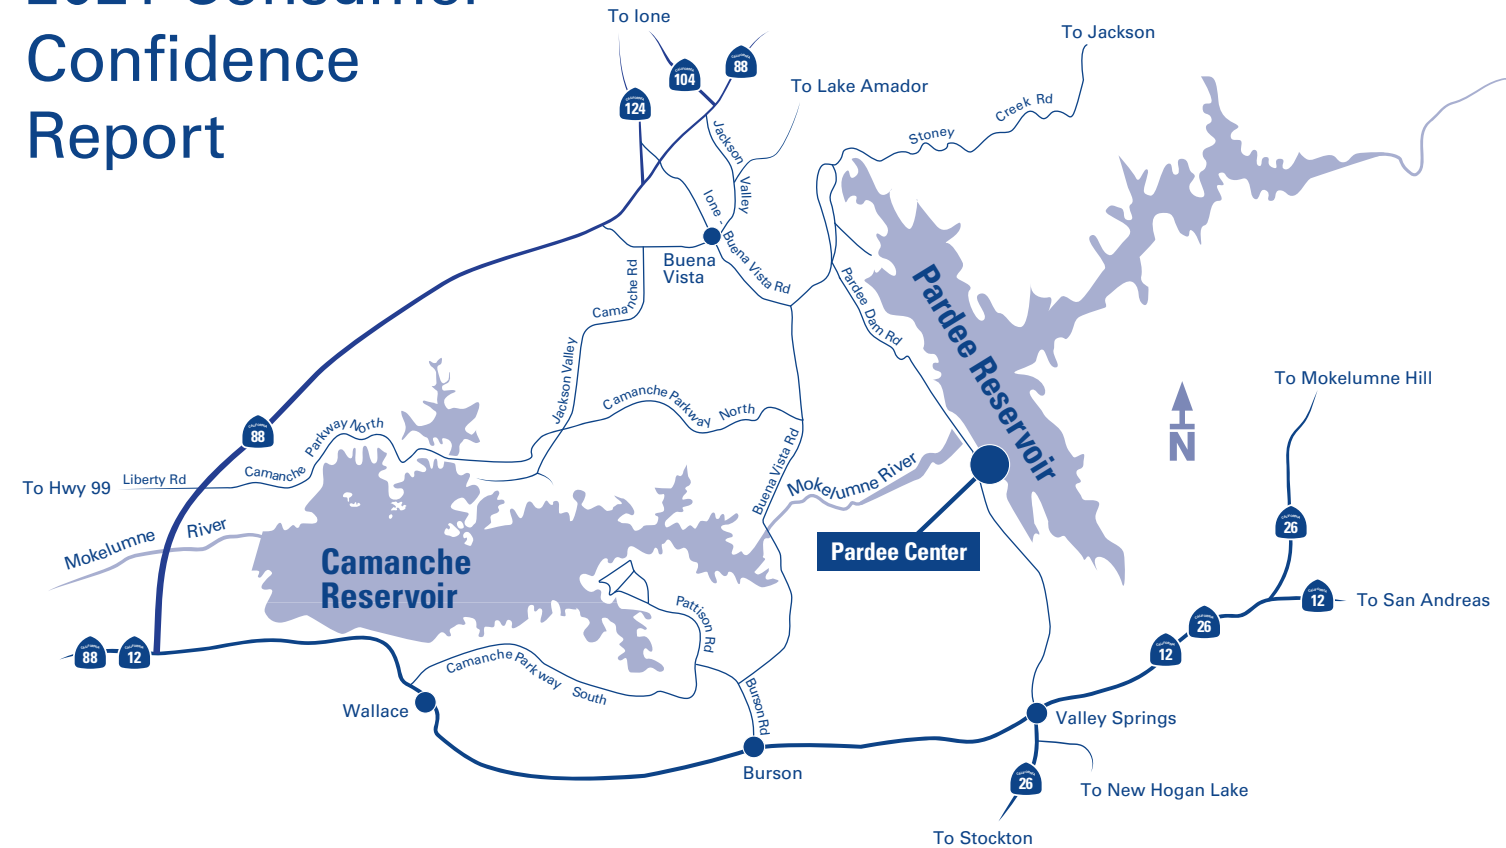 2021 Consumer
Confidence
Report
To Ione
To Jackson
104
88
124
To Lake Amador
Stoney
Creek Rd
Jackson
Valley
Ione - Buena Vista Rd
Buena
Vista
Camanche Rd
Jackson Valley
Pardee Dam Rd
Pardee Reservoir
To Mokelumne Hill
N
88
Camanche Parkway North
Camanche Parkway North
Liberty Rd
To Hwy 99
Buena Vista Rd
Mokelumne River
Mokelumne River
26
Pardee Center
Camanche
Reservoir
12
To San Andreas
Pattison Rd
26
12
88
12
Camanche Parkway South
Burson Rd
Wallace
Valley Springs
Burson
26
To New Hogan Lake
To Stockton